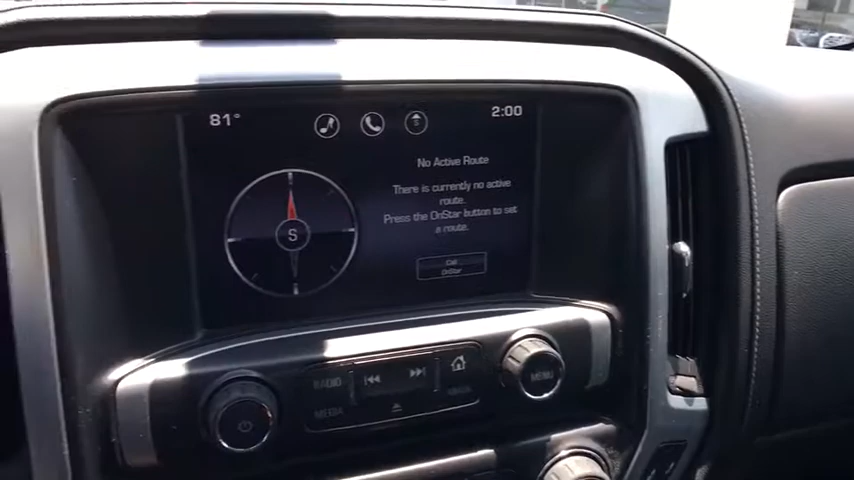 81°
2:00
S
No Active Route
There is currently no active
route.
Press the OnStar button to set
a route.
S
Call
OnStar
RADIO
MEDIA
MENU